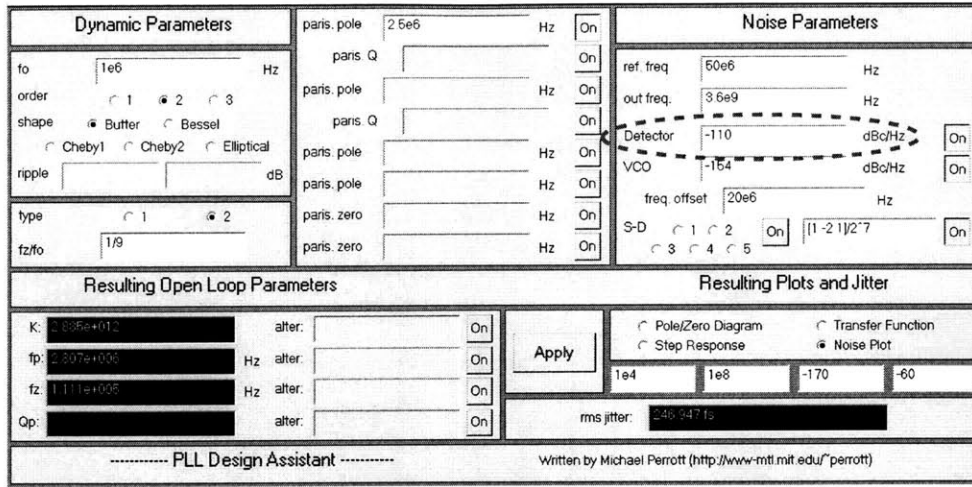 Dynamic Parameters
fo 1e6 Hz
order 1 2 3
shape Butter Bessel
Cheby1 Cheby2 Elliptical
ripple dB
type 1 2
fz/fo 1/9
paris. pole 2.5e6 Hz On
paris. Q On
paris. pole Hz On
paris. Q On
paris. pole Hz On
paris. pole Hz On
paris. zero Hz On
paris. zero Hz On
Noise Parameters
ref. freq 50e6 Hz
out freq. 3.6e9 Hz
Detector -110 dBc/Hz On
VCO -154 dBc/Hz On
freq. offset 20e6 Hz
S-D 1 2 On [1 -2 1]/2^7 On
3 4 5
Resulting Open Loop Parameters
K: alter: On
fp: Hz alter: On
fz: 1.111e+005 Hz alter: On
Qp: alter: On
Resulting Plots and Jitter
Apply
Pole/Zero Diagram Transfer Function
Step Response Noise Plot
1e4 1e8 -170 -60
rms jitter: 246.947 fs
---------- PLL Design Assistant ----------
Written by Michael Perrott (http://www-mtl.mit.edu/~perrott)